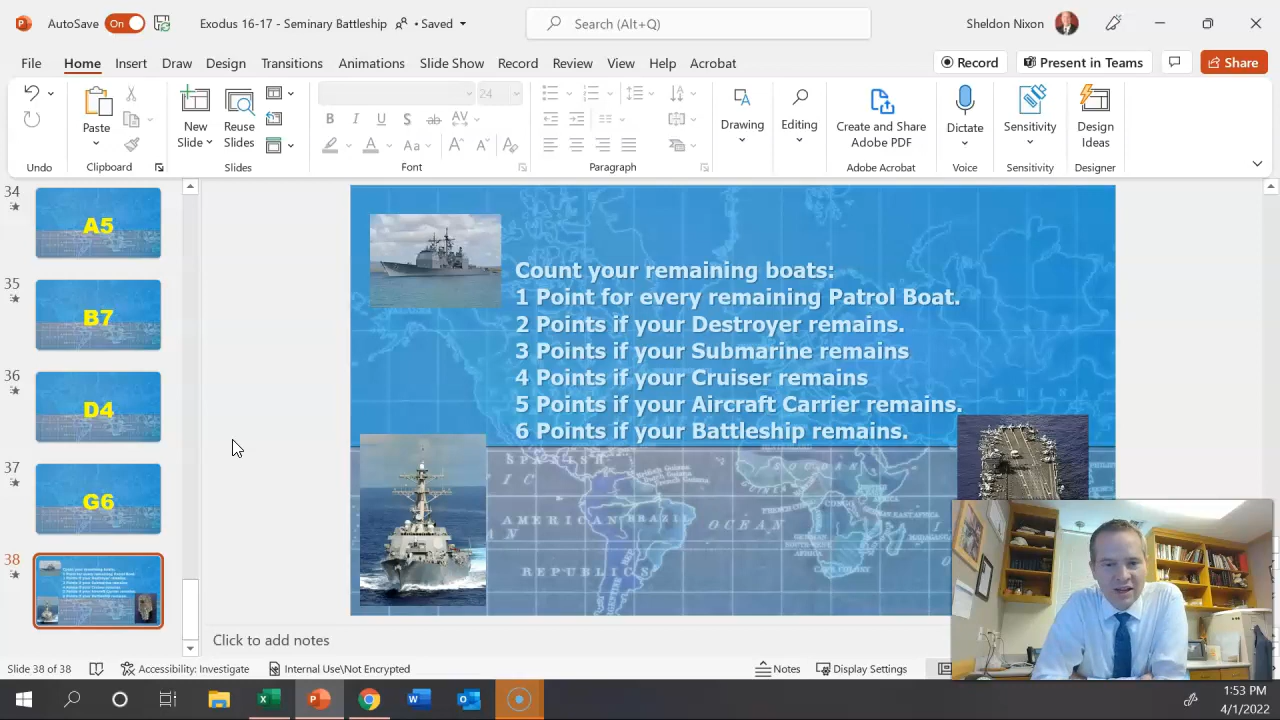 AutoSave On Exodus 16-17 - Seminary Battleship • Saved Search (Alt+Q) Sheldon Nixon
File Home Insert Draw Design Transitions Animations Slide Show Record Review View Help Acrobat Record Present in Teams Share
24
Paste New Slide Reuse Slides Drawing Editing Create and Share Adobe PDF Dictate Sensitivity Design Ideas
Undo Clipboard Slides Font Paragraph Adobe Acrobat Voice Sensitivity Designer
34
A5
35
B7
36
D4
37
G6
38
Count your remaining boats:
1 Point for every remaining Patrol Boat.
2 Points if your Destroyer remains.
3 Points if your Submarine remains
4 Points if your Cruiser remains
5 Points if your Aircraft Carrier remains.
6 Points if your Battleship remains.
SPANISH
AMERICAN BRAZIL OCEAN
REPUBLICS
CAPE COLONY
Click to add notes
Slide 38 of 38 Accessibility: Investigate Internal Use\Not Encrypted Notes Display Settings
1:53 PM
4/1/2022